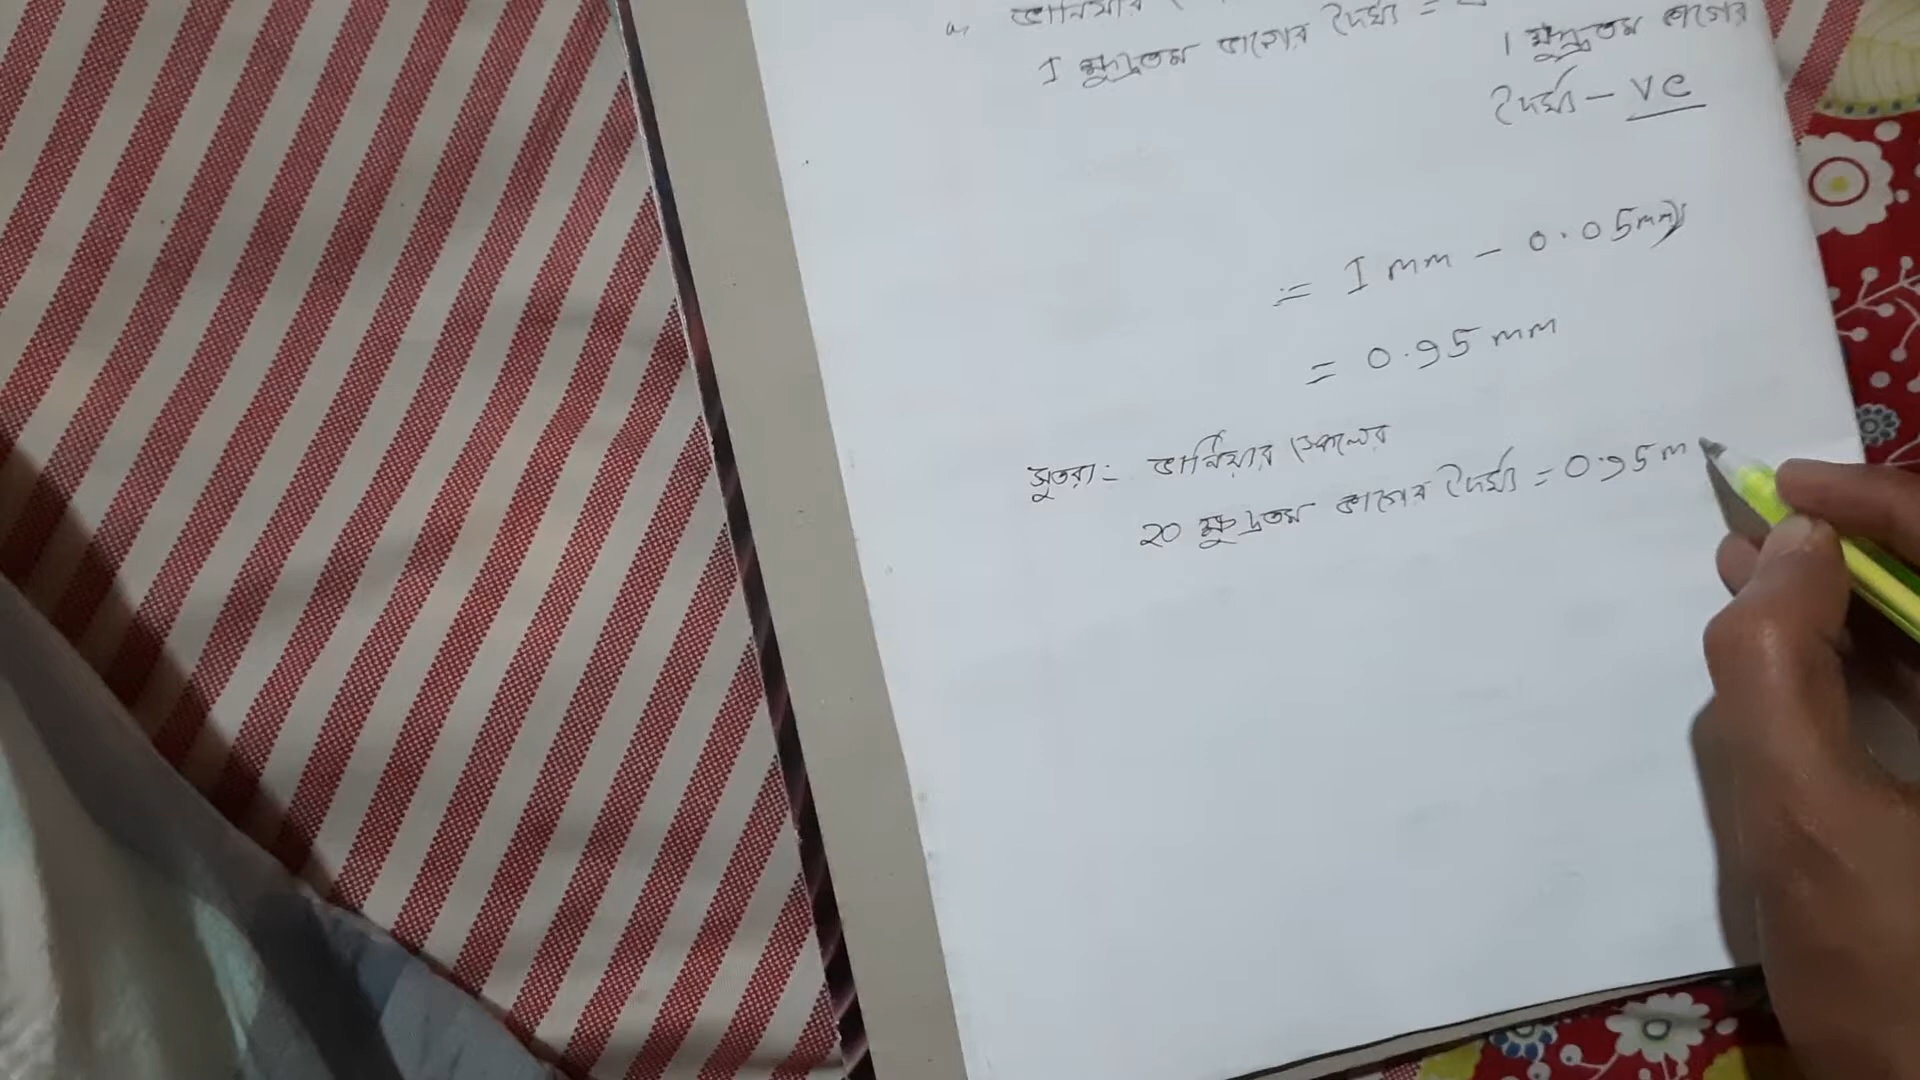 a, ভার্নিয়ার
1 ক্ষুদ্রতম ভাগের দৈর্ঘ্য =
1 ক্ষুদ্রতম ভাগের
দৈর্ঘ্য - VC
= 1 mm - 0.05mm
= 0.95 mm
সুতরাং ভার্নিয়ার স্কেলের
20 ক্ষুদ্রতম ভাগের দৈর্ঘ্য = 0.95 m